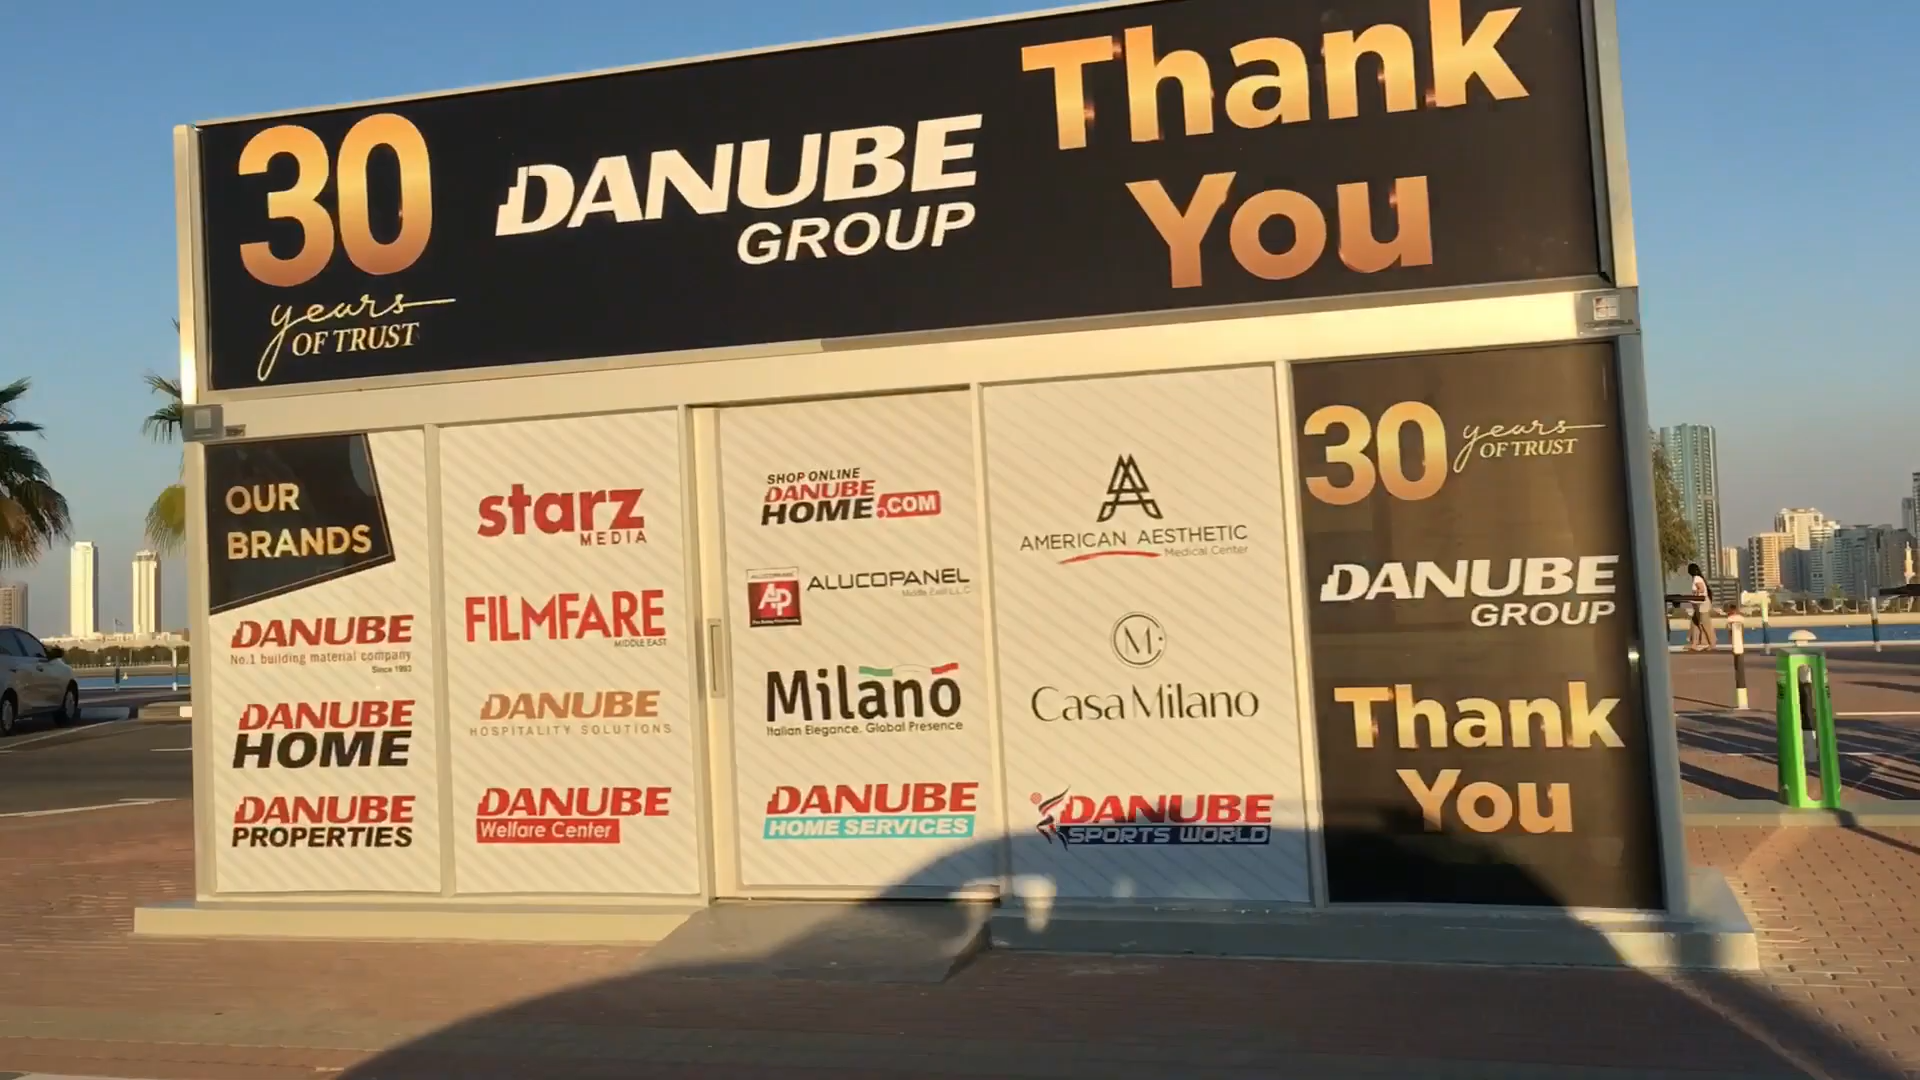 30
years
OF TRUST
DANUBE
GROUP
Thank
You
OUR
BRANDS
DANUBE
No.1 building material company
Since 1993
DANUBE
HOME
DANUBE
PROPERTIES
starz
MEDIA
FILMFARE
MIDDLE EAST
DANUBE
HOSPITALITY SOLUTIONS
DANUBE
Welfare Center
SHOP ONLINE
DANUBE
HOME.COM
AP
ALUCOPANEL
Middle East L.L.C
Milano
Italian Elegance. Global Presence
DANUBE
HOME SERVICES
AMERICAN AESTHETIC
Medical Center
M
Casa Milano
DANUBE
SPORTS WORLD
30 years
OF TRUST
DANUBE
GROUP
Thank
You